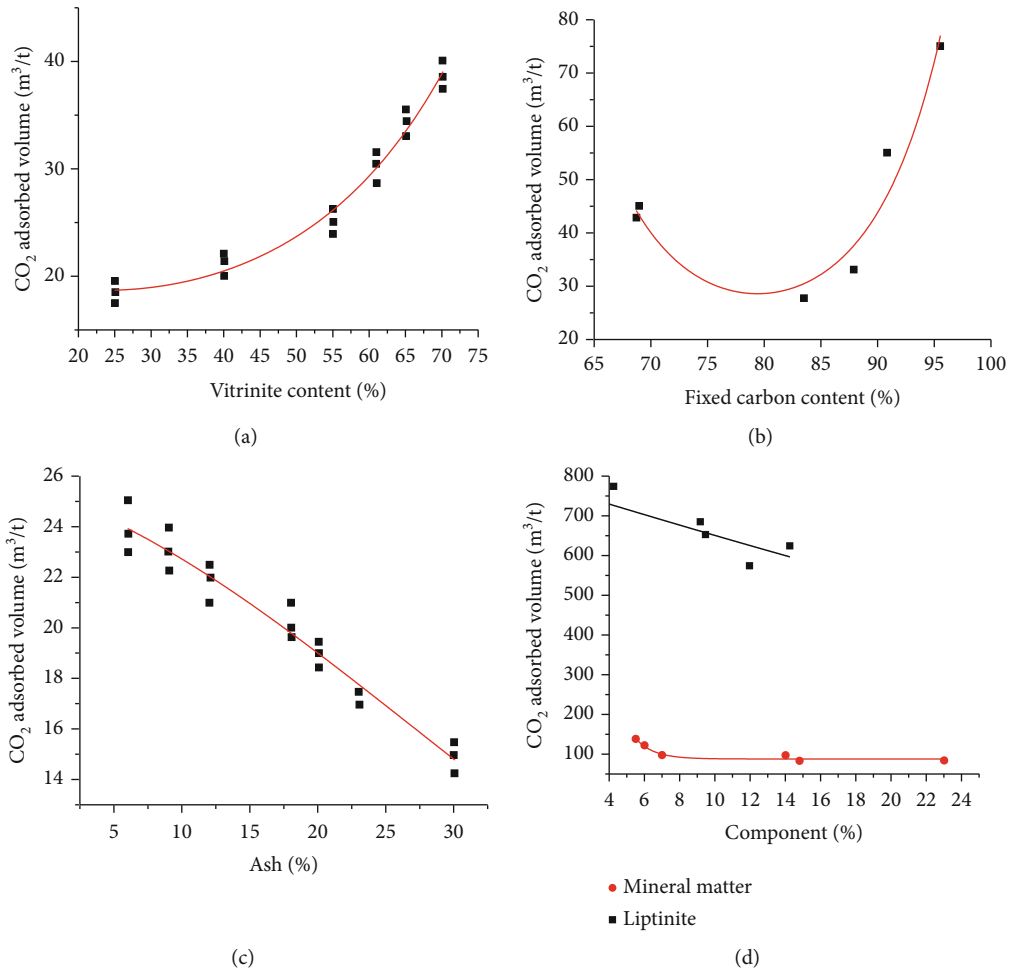 CO₂ adsorbed volume (m³/t)
40
30
20
20 25 30 35 40 45 50 55 60 65 70 75
Vitrinite content (%)
(a)
CO₂ adsorbed volume (m³/t)
80
70
60
50
40
30
20
65 70 75 80 85 90 95 100
Fixed carbon content (%)
(b)
CO₂ adsorbed volume (m³/t)
26
24
22
20
18
16
14
5 10 15 20 25 30
Ash (%)
(c)
CO₂ adsorbed volume (m³/t)
800
700
600
500
400
300
200
100
4 6 8 10 12 14 16 18 20 22 24
Component (%)
Mineral matter
Liptinite
(d)